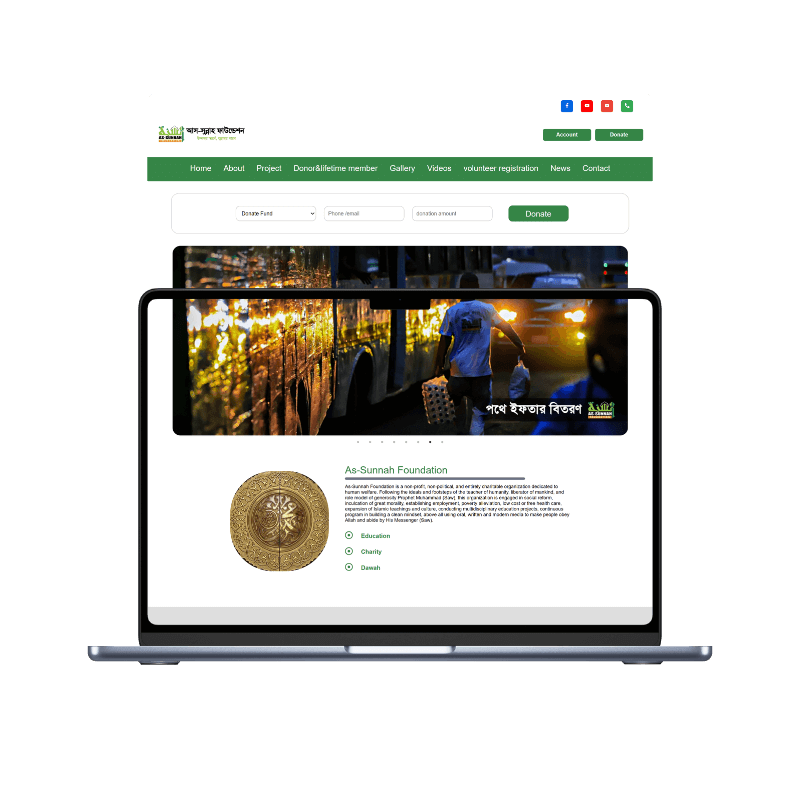 আস-সুন্নাহ ফাউন্ডেশন
AS-SUNNAH
Account Donate
Home About Project Donor&lifetime member Gallery Videos volunteer registration News Contact
Donate Fund Phone /email donation amount Donate
পথে ইফতার বিতরণ
AS-SUNNAH
As-Sunnah Foundation
As-Sunnah Foundation is a non-profit, non-political, and entirely charitable organization dedicated to
human welfare. Following the ideals and footsteps of the teacher of humanity, liberator of mankind, and
role model of generosity Prophet Muhammad (Saw), this organization is engaged in social reform,
inculcation of great morality, establishing employment, poverty alleviation, low cost or free health care,
expansion of Islamic teachings and culture, conducting multidisciplinary education projects, continuous
program in building a clean mindset, above all using oral, written and modern media to make people obey
Allah and abide by His Messenger (Saw).
Education
Charity
Dawah